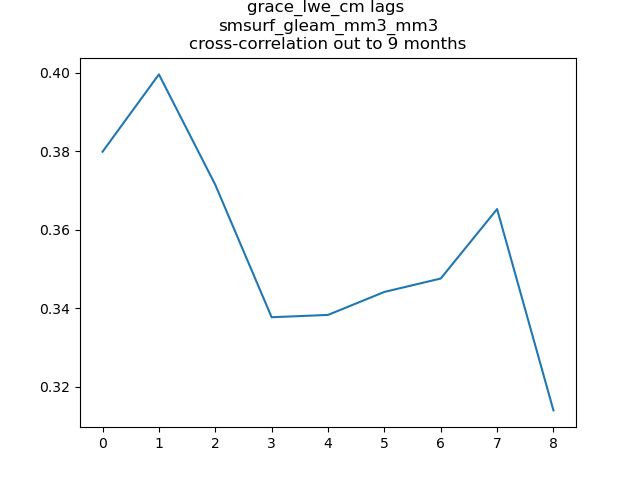 grace_lwe_cm lags
smsurf_gleam_mm3_mm3
cross-correlation out to 9 months
0.40
0.38
0.36
0.34
0.32
0 1 2 3 4 5 6 7 8